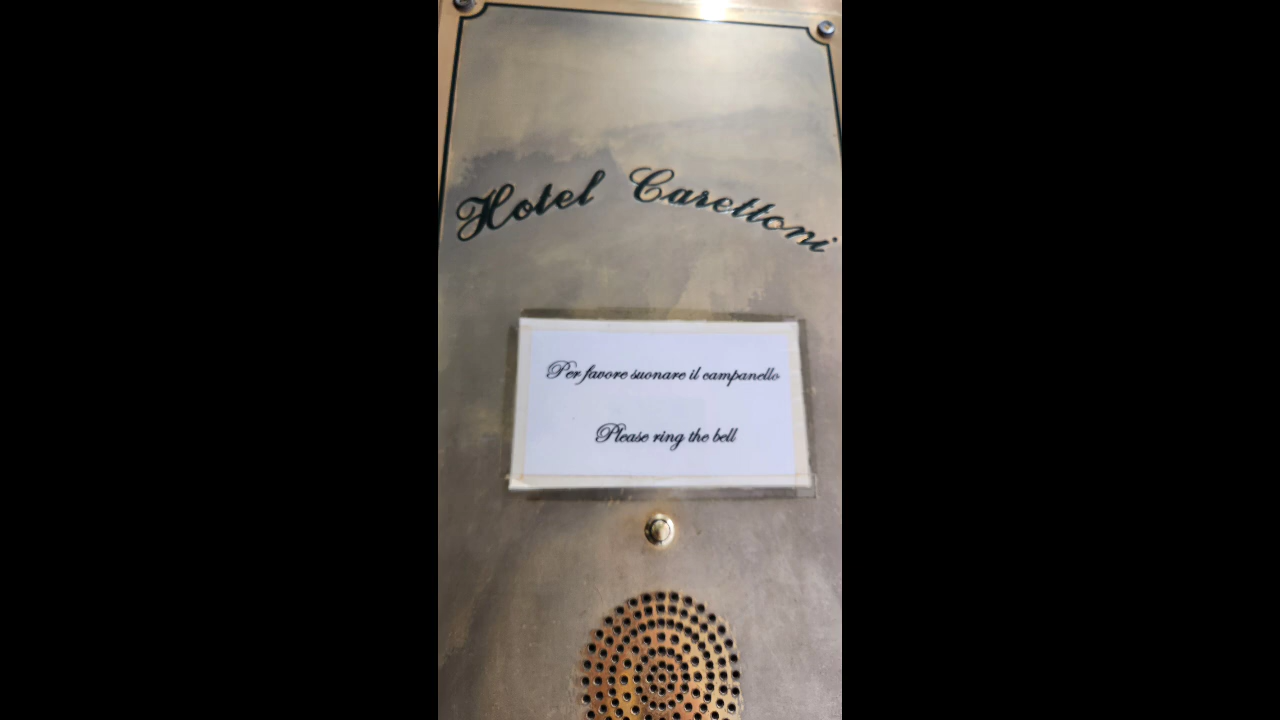 Hotel Carettoni
Per favore suonare il campanello
Please ring the bell